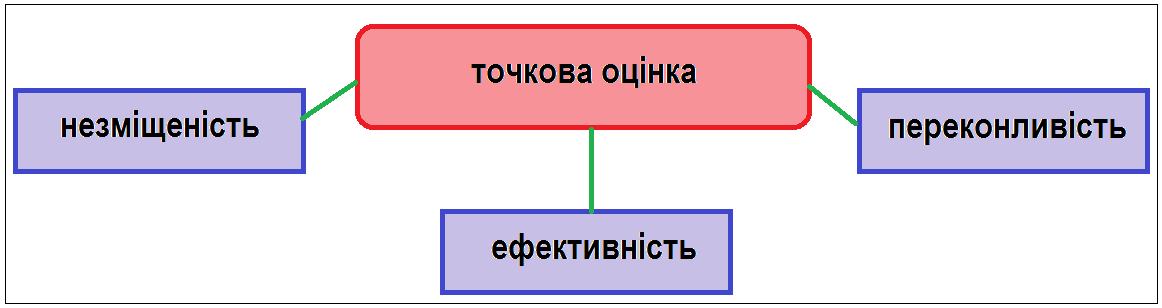 точкова оцінка
незміщеність
переконливість
ефективність